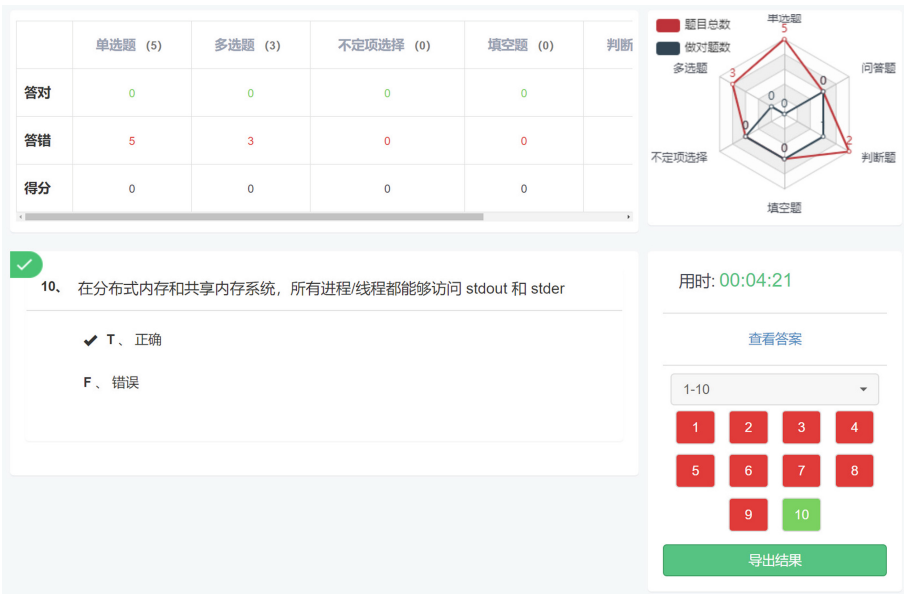 单选题 (5) 多选题 (3) 不定项选择 (0) 填空题 (0) 判断
答对 0 0 0 0
答错 5 3 0 0
得分 0 0 0 0
题目总数
做对题数
单选题
5
多选题
3
问答题
0
0
0
0
2
不定项选择
判断题
0
填空题
10、 在分布式内存和共享内存系统，所有进程/线程都能够访问 stdout 和 stder
T 、 正确
F 、 错误
用时: 00:04:21
查看答案
1-10
1 2 3 4
5 6 7 8
9 10
导出结果